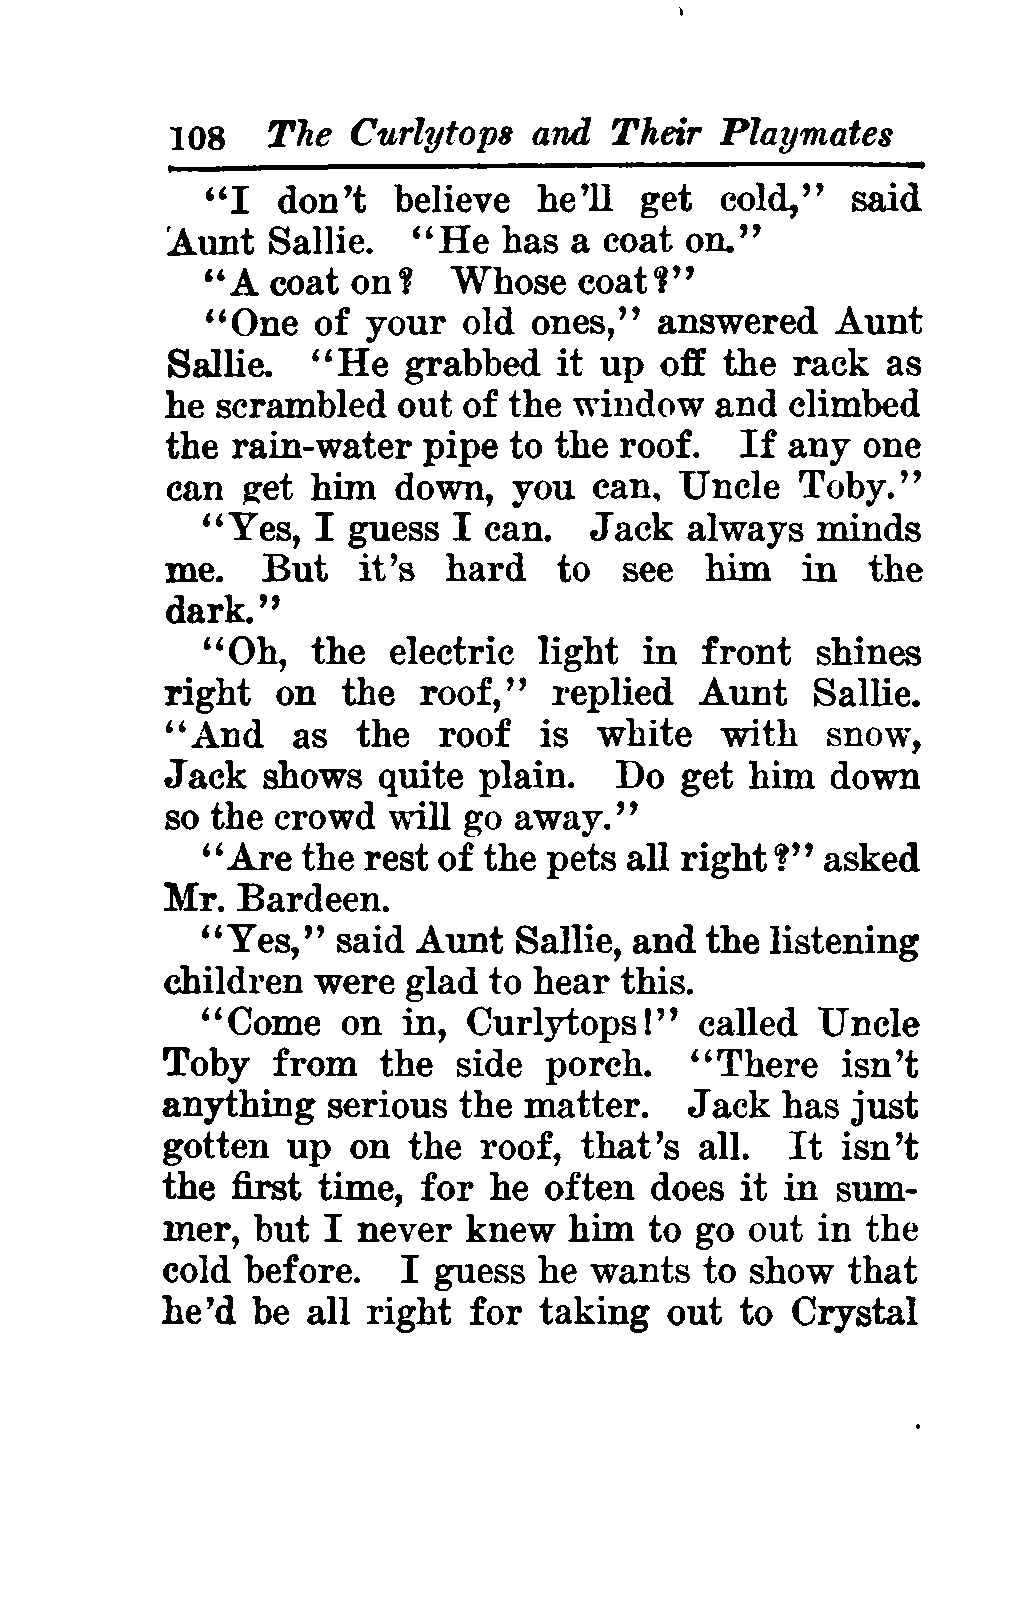 108 The Curlytops and Their Playmates
"I don't believe he'll get cold," said
Aunt Sallie. "He has a coat on."
"A coat on? Whose coat?"
"One of your old ones," answered Aunt
Sallie. "He grabbed it up off the rack as
he scrambled out of the window and climbed
the rain-water pipe to the roof. If any one
can get him down, you can, Uncle Toby."
"Yes, I guess I can. Jack always minds
me. But it's hard to see him in the
dark."
"Oh, the electric light in front shines
right on the roof," replied Aunt Sallie.
"And as the roof is white with snow,
Jack shows quite plain. Do get him down
so the crowd will go away."
"Are the rest of the pets all right?" asked
Mr. Bardeen.
"Yes," said Aunt Sallie, and the listening
children were glad to hear this.
"Come on in, Curlytops!" called Uncle
Toby from the side porch. "There isn't
anything serious the matter. Jack has just
gotten up on the roof, that's all. It isn't
the first time, for he often does it in sum-
mer, but I never knew him to go out in the
cold before. I guess he wants to show that
he'd be all right for taking out to Crystal